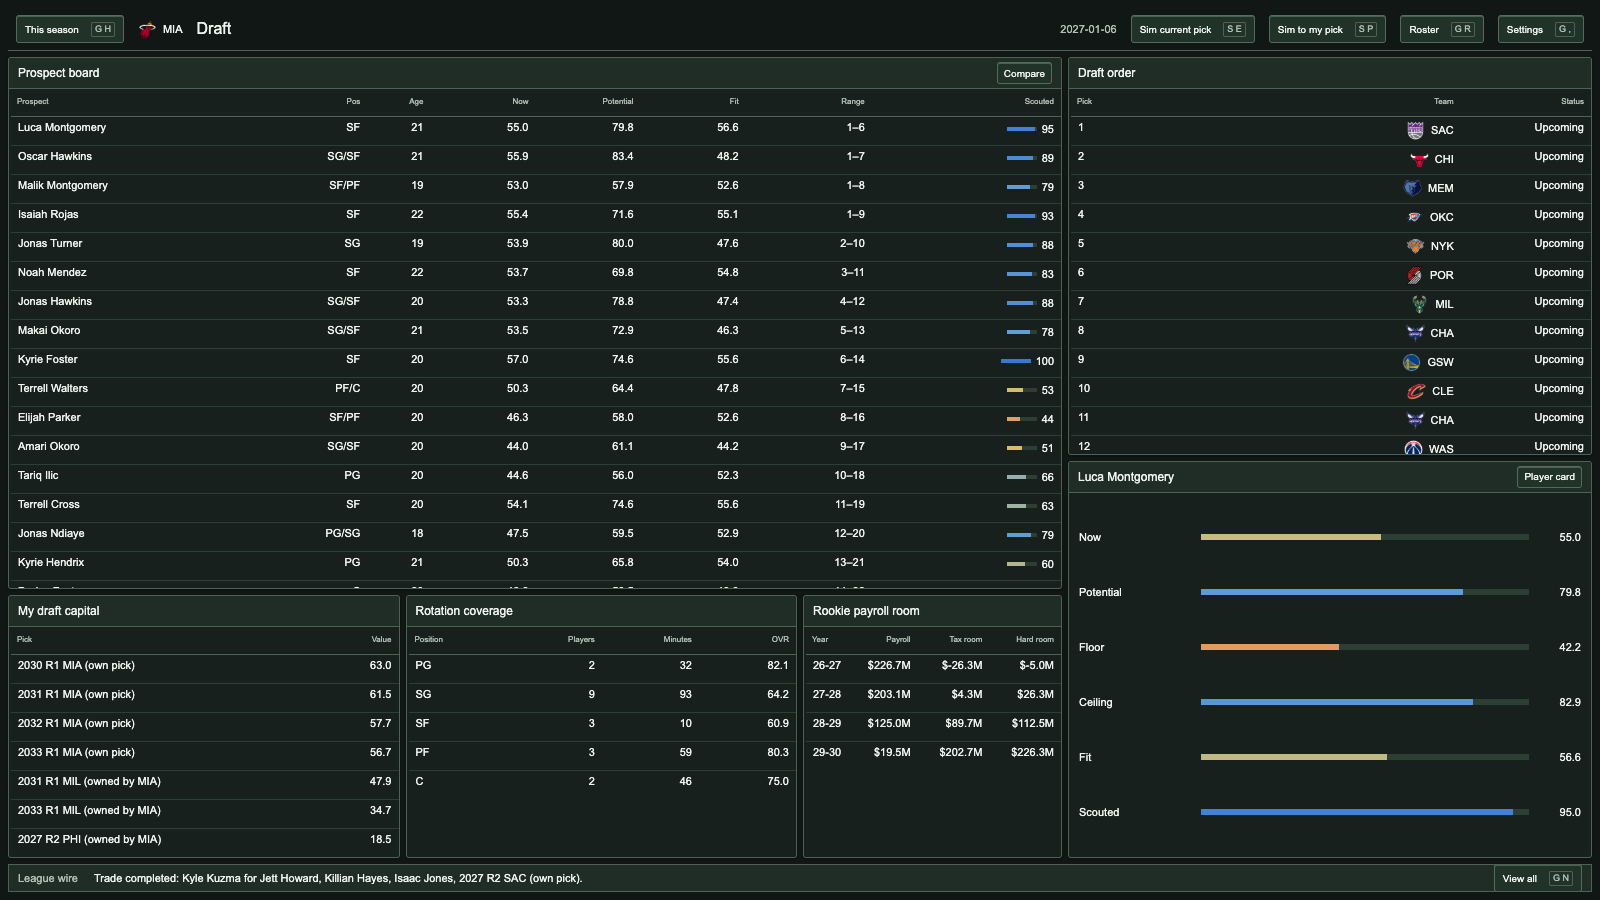 This season G H MIA Draft 2027-01-06 Sim current pick S E Sim to my pick S P Roster G R Settings G ,
Prospect board Compare
Prospect Pos Age Now Potential Fit Range Scouted
Luca Montgomery SF 21 55.0 79.8 56.6 1–6 95
Oscar Hawkins SG/SF 21 55.9 83.4 48.2 1–7 89
Malik Montgomery SF/PF 19 53.0 57.9 52.6 1–8 79
Isaiah Rojas SF 22 55.4 71.6 55.1 1–9 93
Jonas Turner SG 19 53.9 80.0 47.6 2–10 88
Noah Mendez SF 22 53.7 69.8 54.8 3–11 83
Jonas Hawkins SG/SF 20 53.3 78.8 47.4 4–12 88
Makai Okoro SG/SF 21 53.5 72.9 46.3 5–13 78
Kyrie Foster SF 20 57.0 74.6 55.6 6–14 100
Terrell Walters PF/C 20 50.3 64.4 47.8 7–15 53
Elijah Parker SF/PF 20 46.3 58.0 52.6 8–16 44
Amari Okoro SG/SF 20 44.0 61.1 44.2 9–17 51
Tariq Ilic PG 20 44.6 56.0 52.3 10–18 66
Terrell Cross SF 20 54.1 74.6 55.6 11–19 63
Jonas Ndiaye PG/SG 18 47.5 59.5 52.9 12–20 79
Kyrie Hendrix PG 21 50.3 65.8 54.0 13–21 60
Draft order
Pick Team Status
1 SAC Upcoming
2 CHI Upcoming
3 MEM Upcoming
4 OKC Upcoming
5 NYK Upcoming
6 POR Upcoming
7 MIL Upcoming
8 CHA Upcoming
9 GSW Upcoming
10 CLE Upcoming
11 CHA Upcoming
12 WAS Upcoming
Luca Montgomery Player card
Now 55.0
Potential 79.8
Floor 42.2
Ceiling 82.9
Fit 56.6
Scouted 95.0
My draft capital
Pick Value
2030 R1 MIA (own pick) 63.0
2031 R1 MIA (own pick) 61.5
2032 R1 MIA (own pick) 57.7
2033 R1 MIA (own pick) 56.7
2031 R1 MIL (owned by MIA) 47.9
2033 R1 MIL (owned by MIA) 34.7
2027 R2 PHI (owned by MIA) 18.5
Rotation coverage
Position Players Minutes OVR
PG 2 32 82.1
SG 9 93 64.2
SF 3 10 60.9
PF 3 59 80.3
C 2 46 75.0
Rookie payroll room
Year Payroll Tax room Hard room
26-27 $226.7M $-26.3M $-5.0M
27-28 $203.1M $4.3M $26.3M
28-29 $125.0M $89.7M $112.5M
29-30 $19.5M $202.7M $226.3M
League wire Trade completed: Kyle Kuzma for Jett Howard, Killian Hayes, Isaac Jones, 2027 R2 SAC (own pick). View all G N